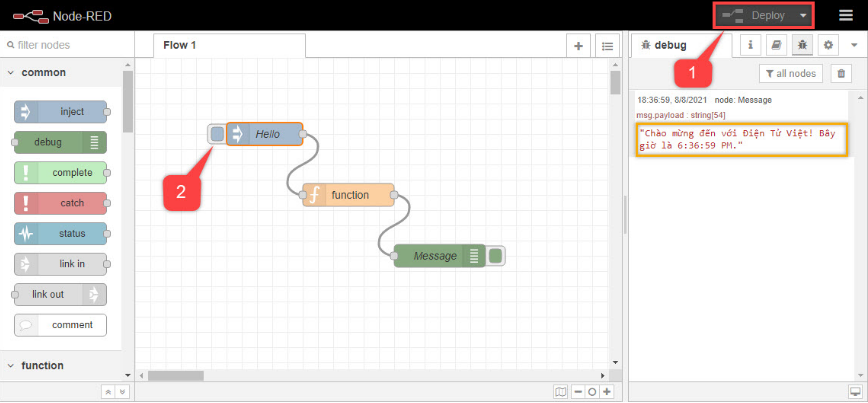 Node-RED
Deploy
filter nodes
Flow 1
debug
i
1
all nodes
common
inject
debug
complete
catch
status
link in
link out
comment
function
Hello
2
f
function
Message
18:36:59, 8/8/2021 node: Message
msg.payload : string[54]
"Chào mừng đến với Điện Tử Việt! Bây
giờ là 6:36:59 PM."